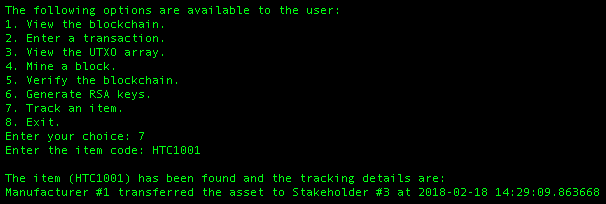 The following options are available to the user:
1. View the blockchain.
2. Enter a transaction.
3. View the UTXO array.
4. Mine a block.
5. Verify the blockchain.
6. Generate RSA keys.
7. Track an item.
8. Exit.
Enter your choice: 7
Enter the item code: HTC1001
The item (HTC1001) has been found and the tracking details are:
Manufacturer #1 transferred the asset to Stakeholder #3 at 2018-02-18 14:29:09.863668